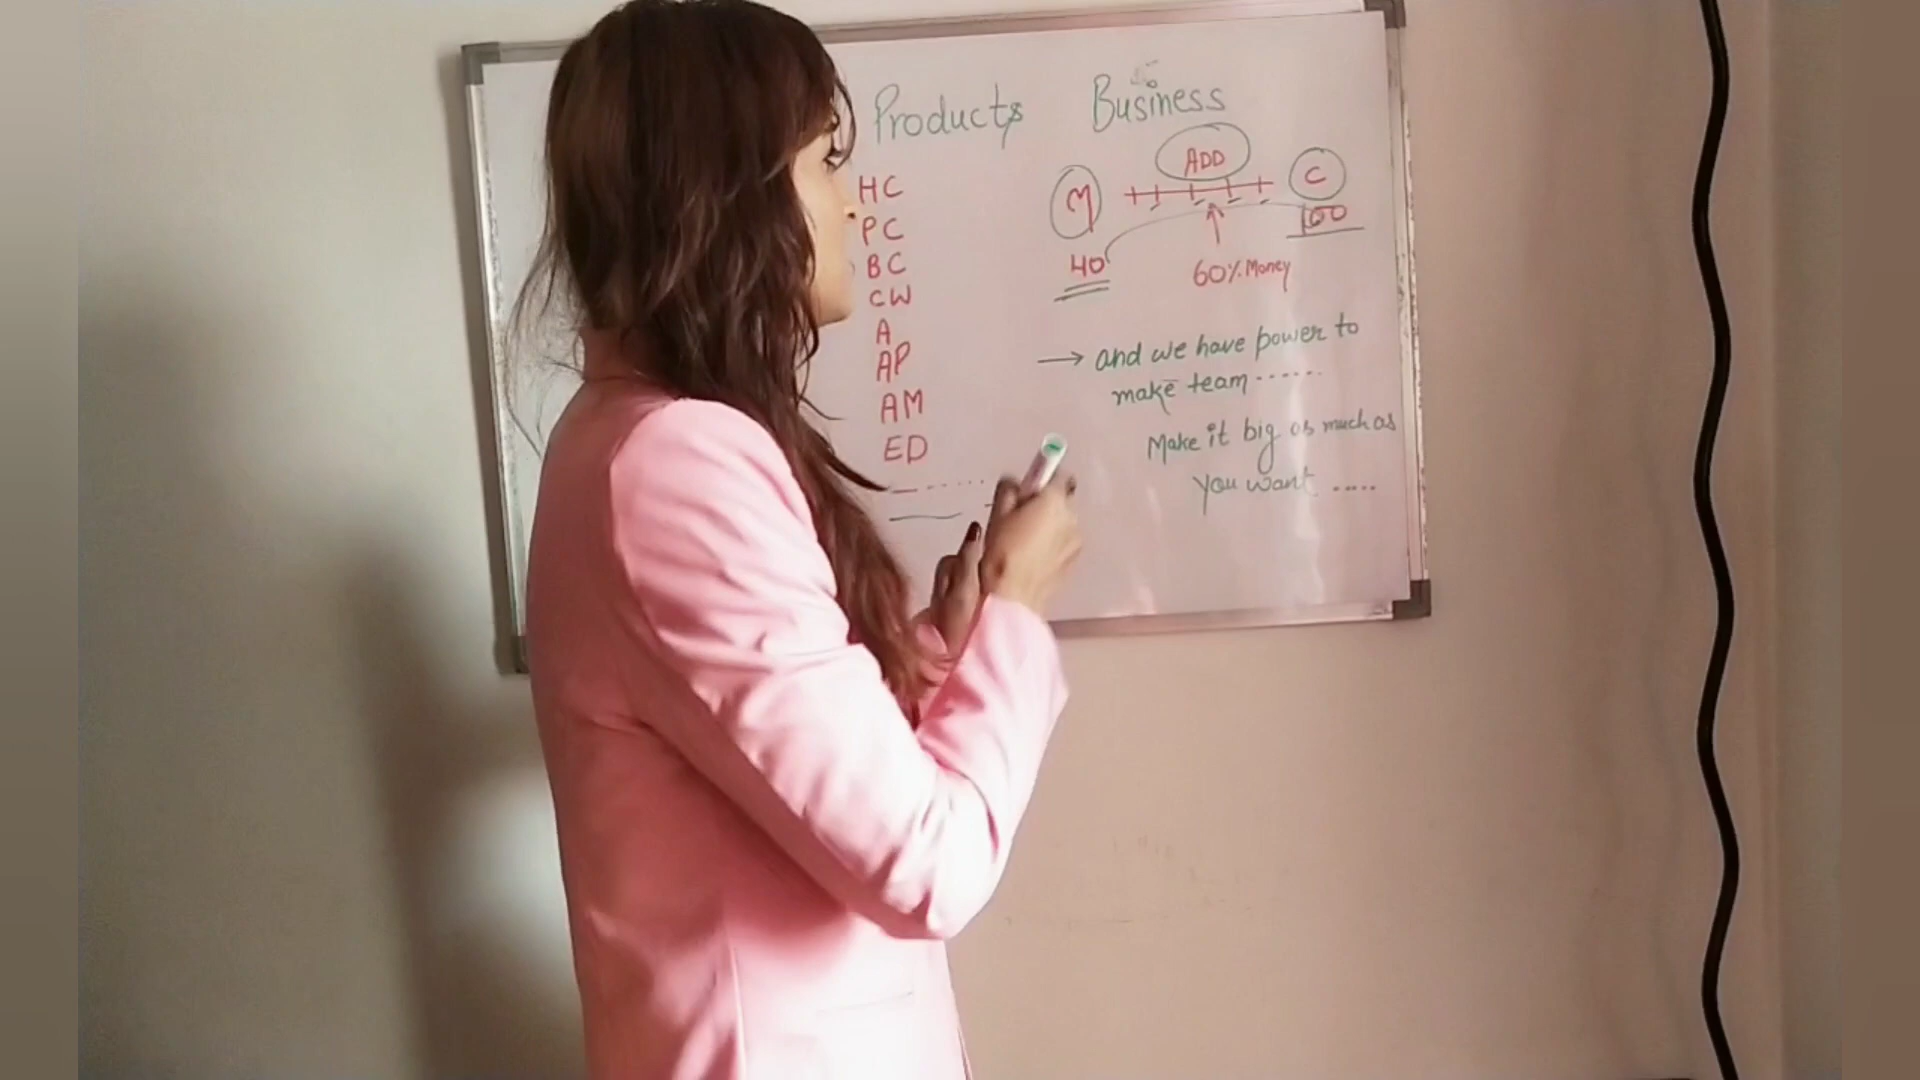 Products
HC
PC
BC
CW
A
AP
AM
ED
Business
M ADD C
100
40
60% Money
→ and we have power to
make team ......
Make it big as much as
you want .....